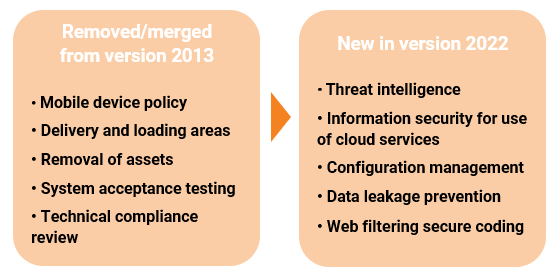 Removed/merged
from version 2013
• Mobile device policy
• Delivery and loading areas
• Removal of assets
• System acceptance testing
• Technical compliance
review
New in version 2022
• Threat intelligence
• Information security for use
of cloud services
• Configuration management
• Data leakage prevention
• Web filtering secure coding